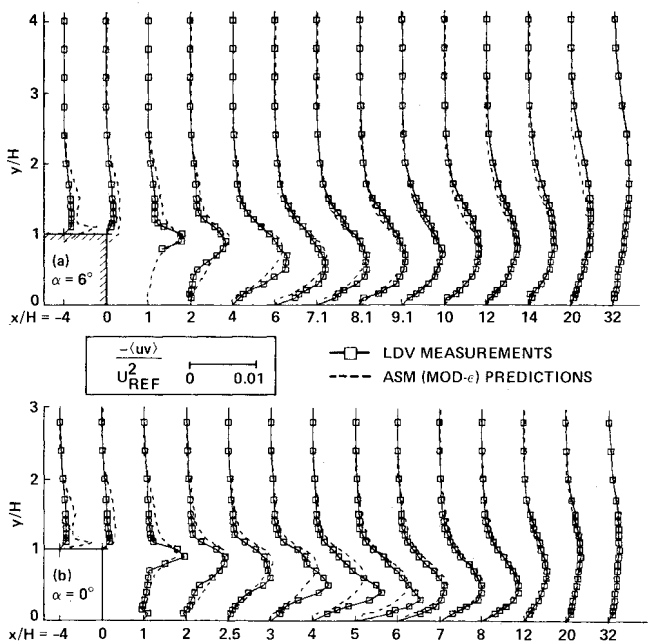 4
3
y/H
2
1
(a)
α = 6°
0
x/H = -4 0 1 2 4 6 7.1 8.1 9.1 10 12 14 20 32
-⟨uv⟩
U²REF
0 0.01
LDV MEASUREMENTS
ASM (MOD-ϵ) PREDICTIONS
3
2
y/H
1
(b)
α = 0°
0
x/H = -4 0 1 2 2.5 3 4 5 6 7 8 12 20 32